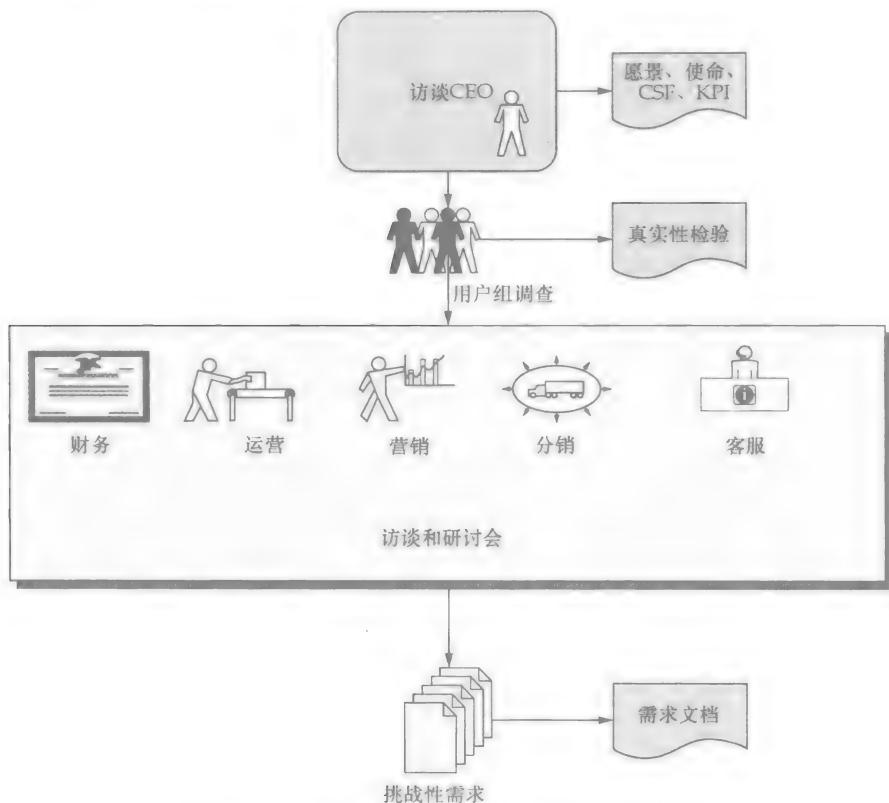 访谈CEO
愿景、使命、
CSF、KPI
真实性检验
用户组调查
财务
运营
营销
分销
客服
访谈和研讨会
需求文档
挑战性需求